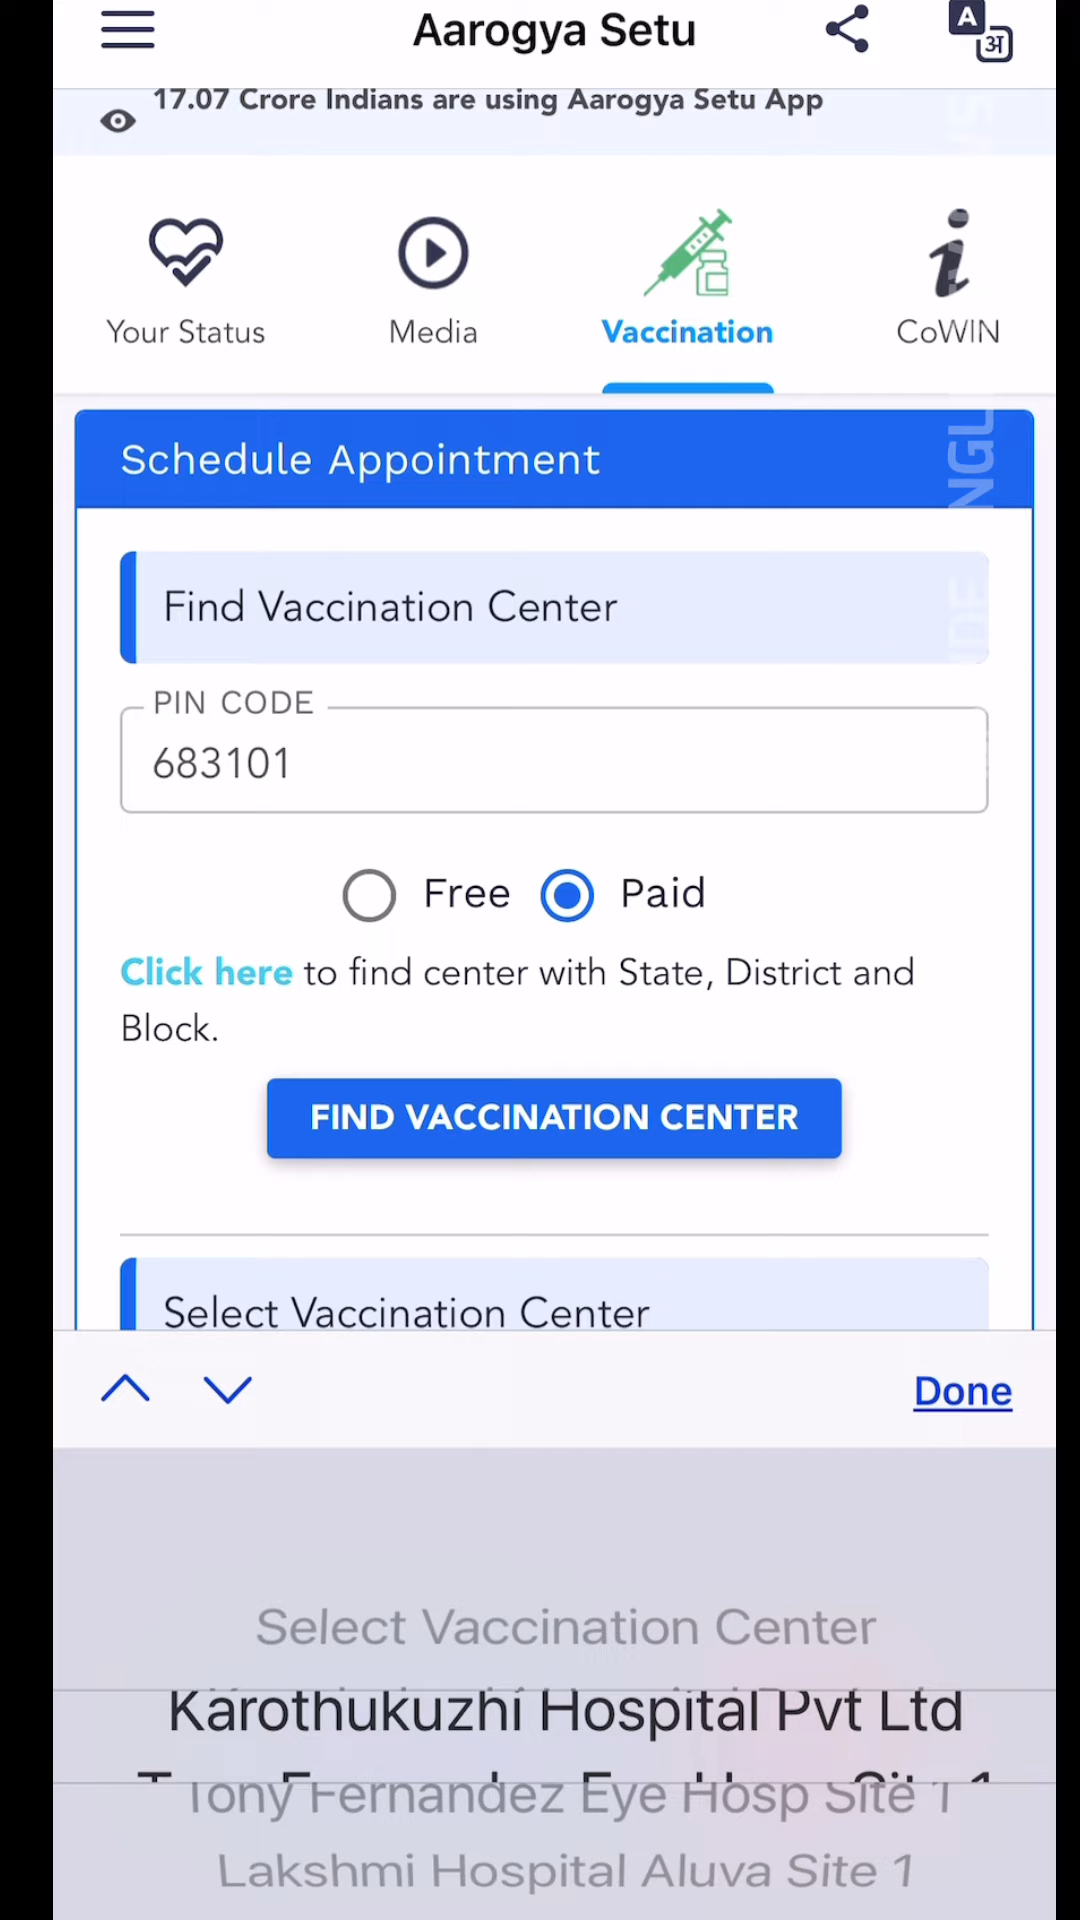 Aarogya Setu
A
अ
17.07 Crore Indians are using Aarogya Setu App
Your Status
Media
Vaccination
CoWIN
Schedule Appointment
Find Vaccination Center
PIN CODE
683101
Free
Paid
Click here to find center with State, District and
Block.
FIND VACCINATION CENTER
Select Vaccination Center
Done
Select Vaccination Center
Karothukuzhi Hospital Pvt Ltd
Tony Fernandez Eye Hosp Site 1
Lakshmi Hospital Aluva Site 1